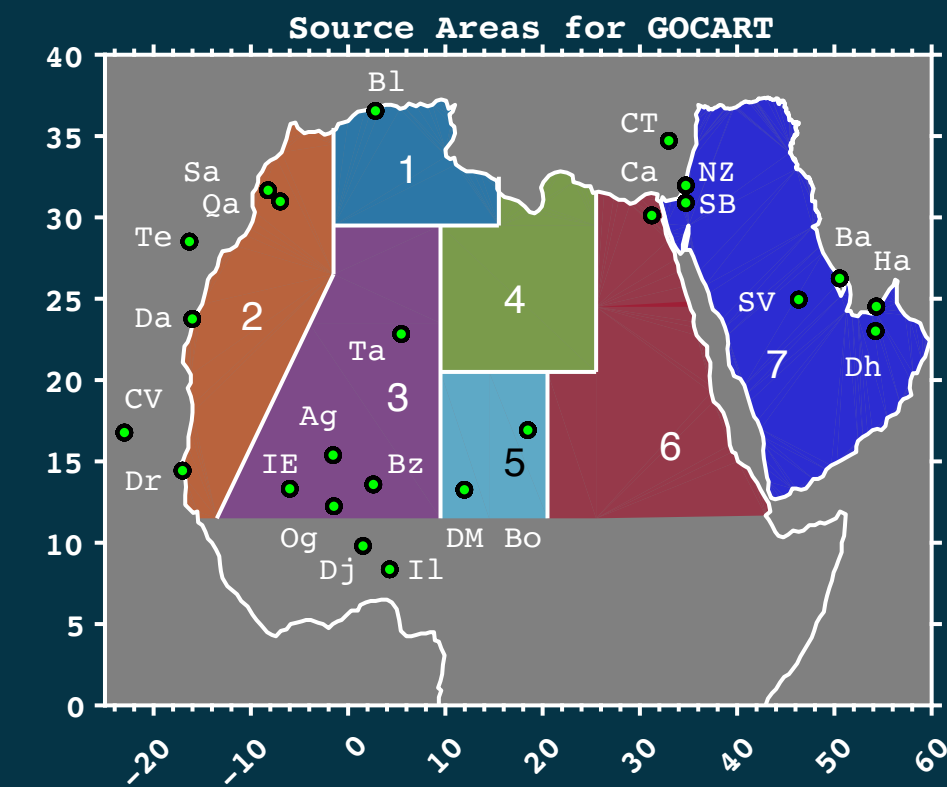 Source Areas for GOCART
40
Bl
35
CT
1
Sa
Ca
NZ
Qa
SB
30
Te
Ba
Ha
25
SV
4
Da
2
Ta
Dh
7
20
CV
3
Ag
6
15
IE
Bz
5
Dr
10
Og
DM
Bo
Dj
Il
5
0
-20
-10
0
10
20
30
40
50
60